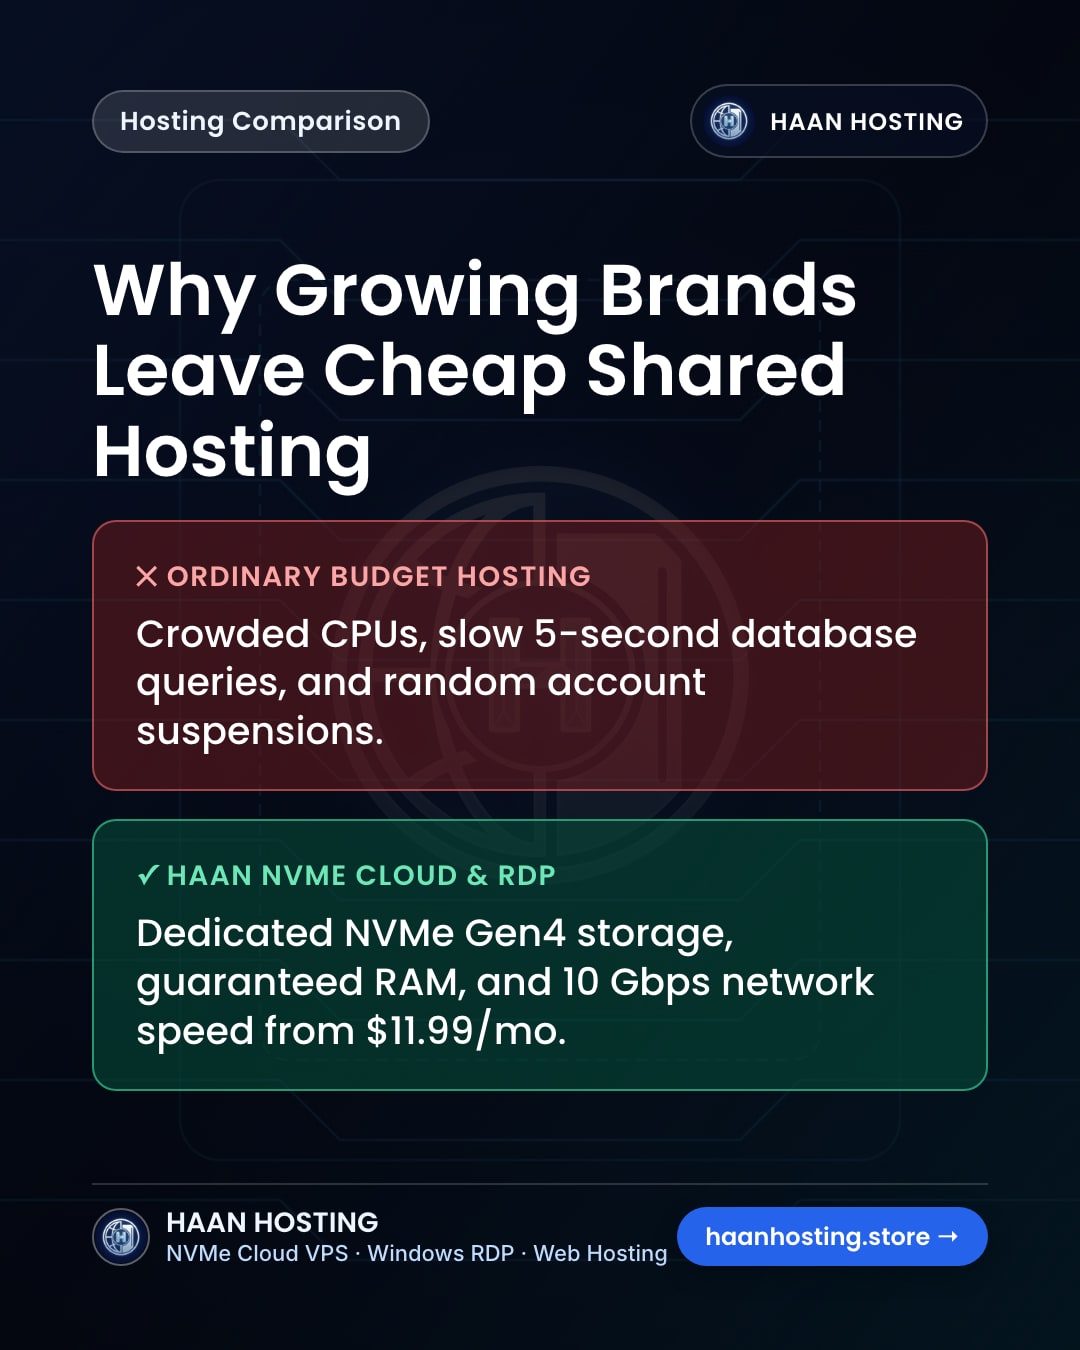 Hosting Comparison
HAAN HOSTING
Why Growing Brands
Leave Cheap Shared
Hosting
✕ ORDINARY BUDGET HOSTING
Crowded CPUs, slow 5-second database
queries, and random account
suspensions.
✓ HAAN NVME CLOUD & RDP
Dedicated NVMe Gen4 storage,
guaranteed RAM, and 10 Gbps network
speed from $11.99/mo.
HAAN HOSTING
NVMe Cloud VPS · Windows RDP · Web Hosting
haanhosting.store →